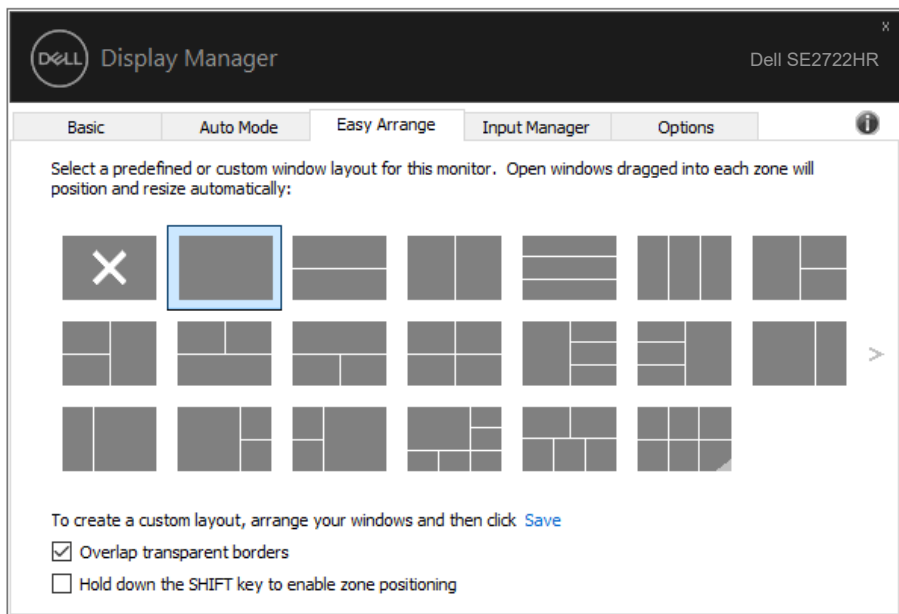 x
DELL Display Manager Dell SE2722HR
Basic Auto Mode Easy Arrange Input Manager Options i
Select a predefined or custom window layout for this monitor. Open windows dragged into each zone will
position and resize automatically:
>
To create a custom layout, arrange your windows and then click Save
Overlap transparent borders
Hold down the SHIFT key to enable zone positioning